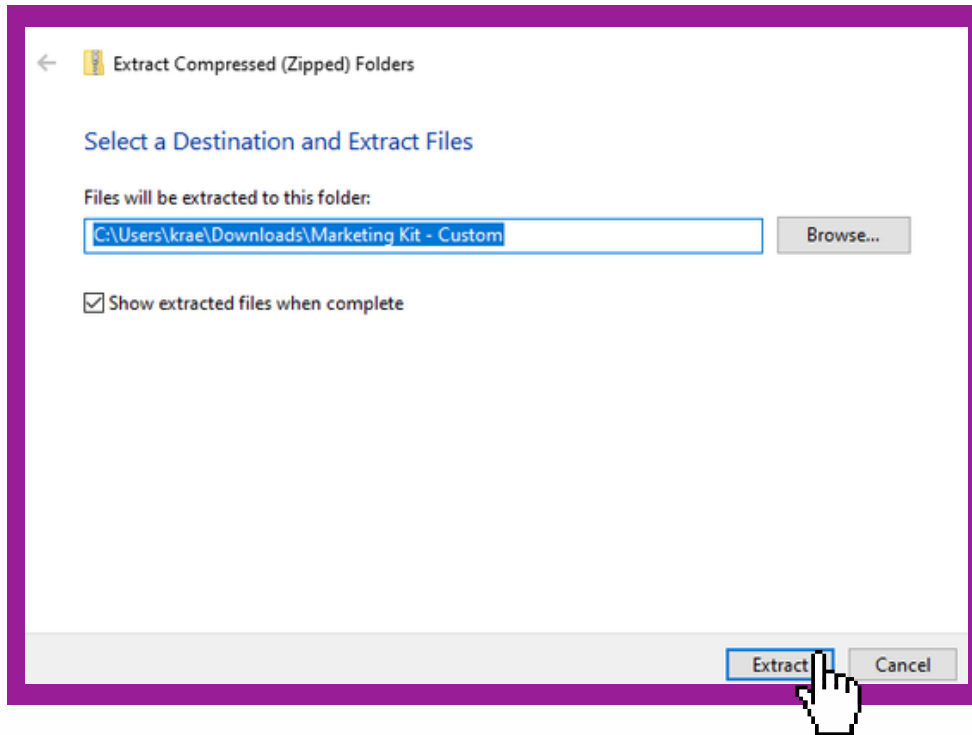 Extract Compressed (Zipped) Folders
Select a Destination and Extract Files
Files will be extracted to this folder:
C:\Users\krae\Downloads\Marketing Kit - Custom
Browse...
Show extracted files when complete
Extract
Cancel